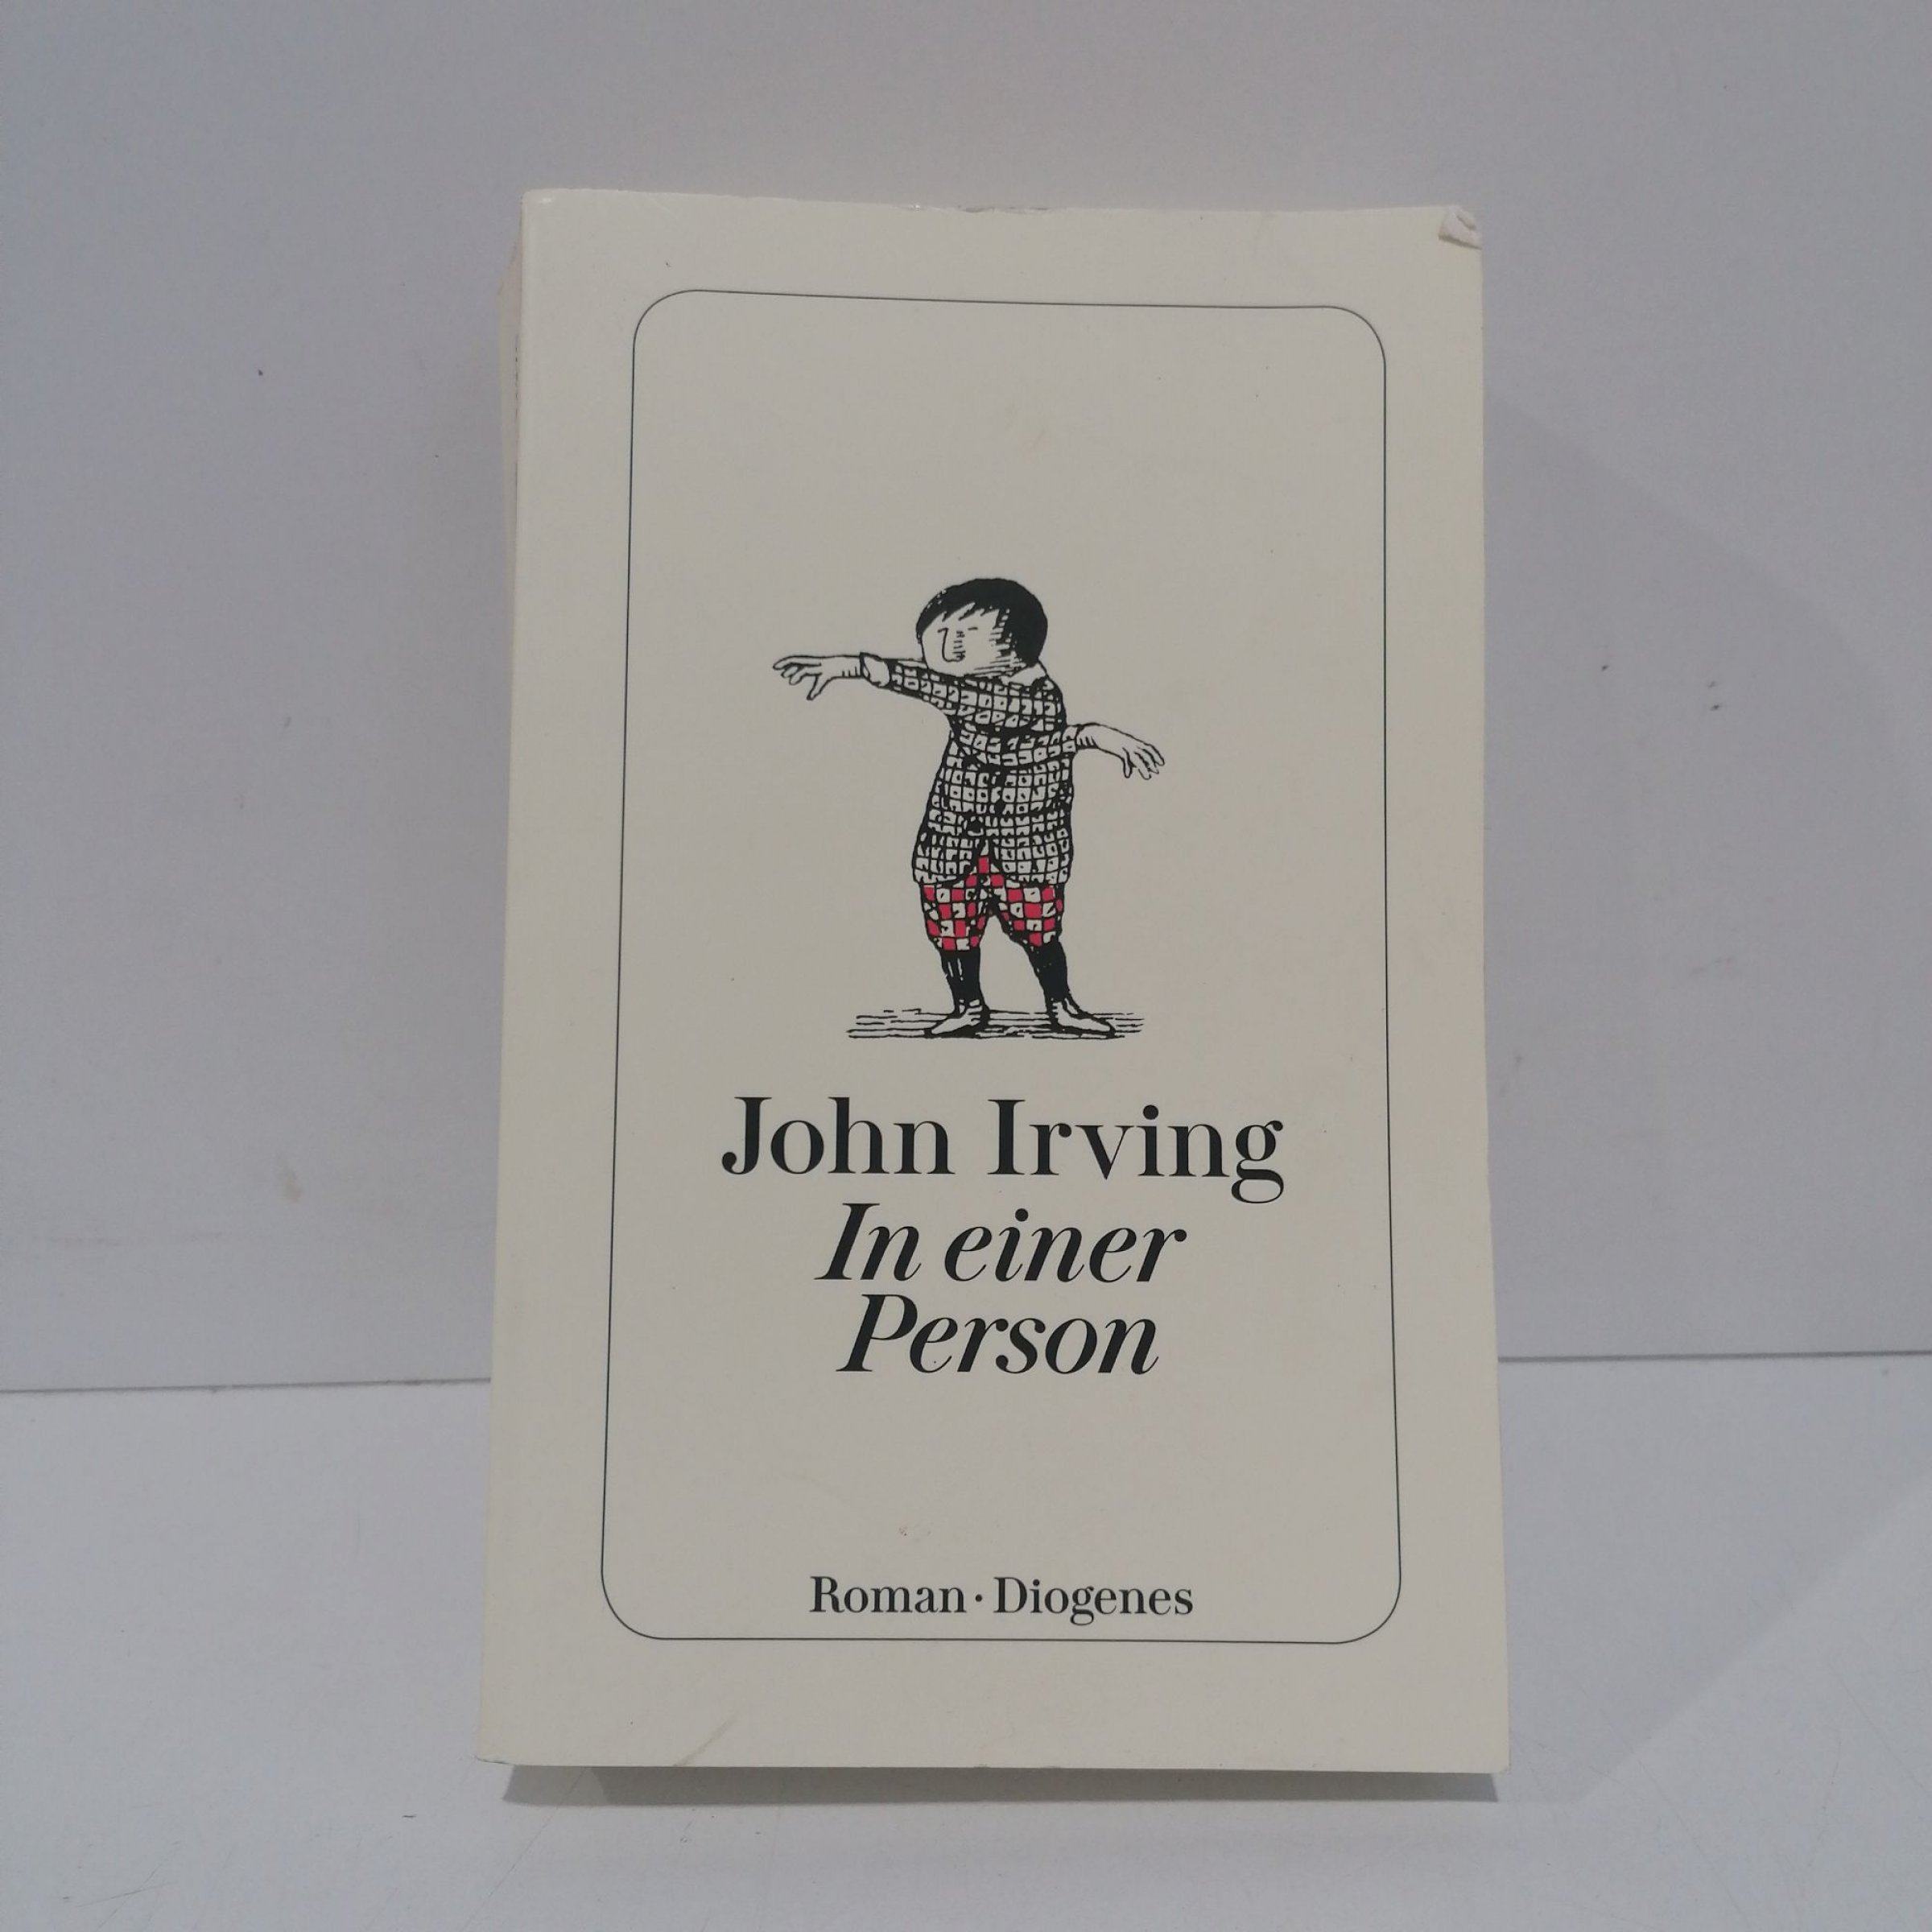 John Irving
In einer
Person
Roman · Diogenes